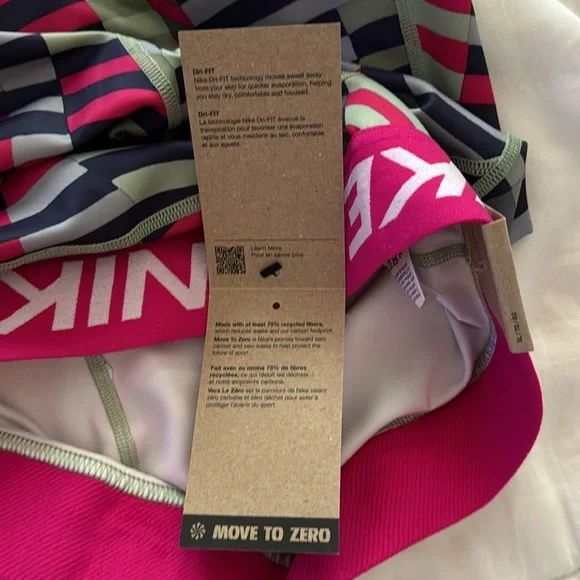 Dri-FIT
Nike Dri-FIT technology moves sweat away
from your skin for quicker evaporation, helping
you stay dry, comfortable and focused.
Dri-FIT
La technologie Nike Dri-FIT évacue la
transpiration pour favoriser une évaporation
rapide et vous maintenir au sec, confortable
et aux aguets.
Learn More
Pour en savoir plus
Made with at least 75% recycled fibers,
which reduces waste and our carbon footprint.
Move To Zero is Nike's journey toward zero
carbon and zero waste to help protect the
future of sport.
Fait avec au moins 75% de fibres
recyclées, ce qui réduit les déchets
et notre empreinte carbone.
Vers Le Zéro est le parcours de Nike visant
zéro carbone et zéro déchet pour aider à
protéger l'avenir du sport.
MOVE TO ZERO
NIK
KE